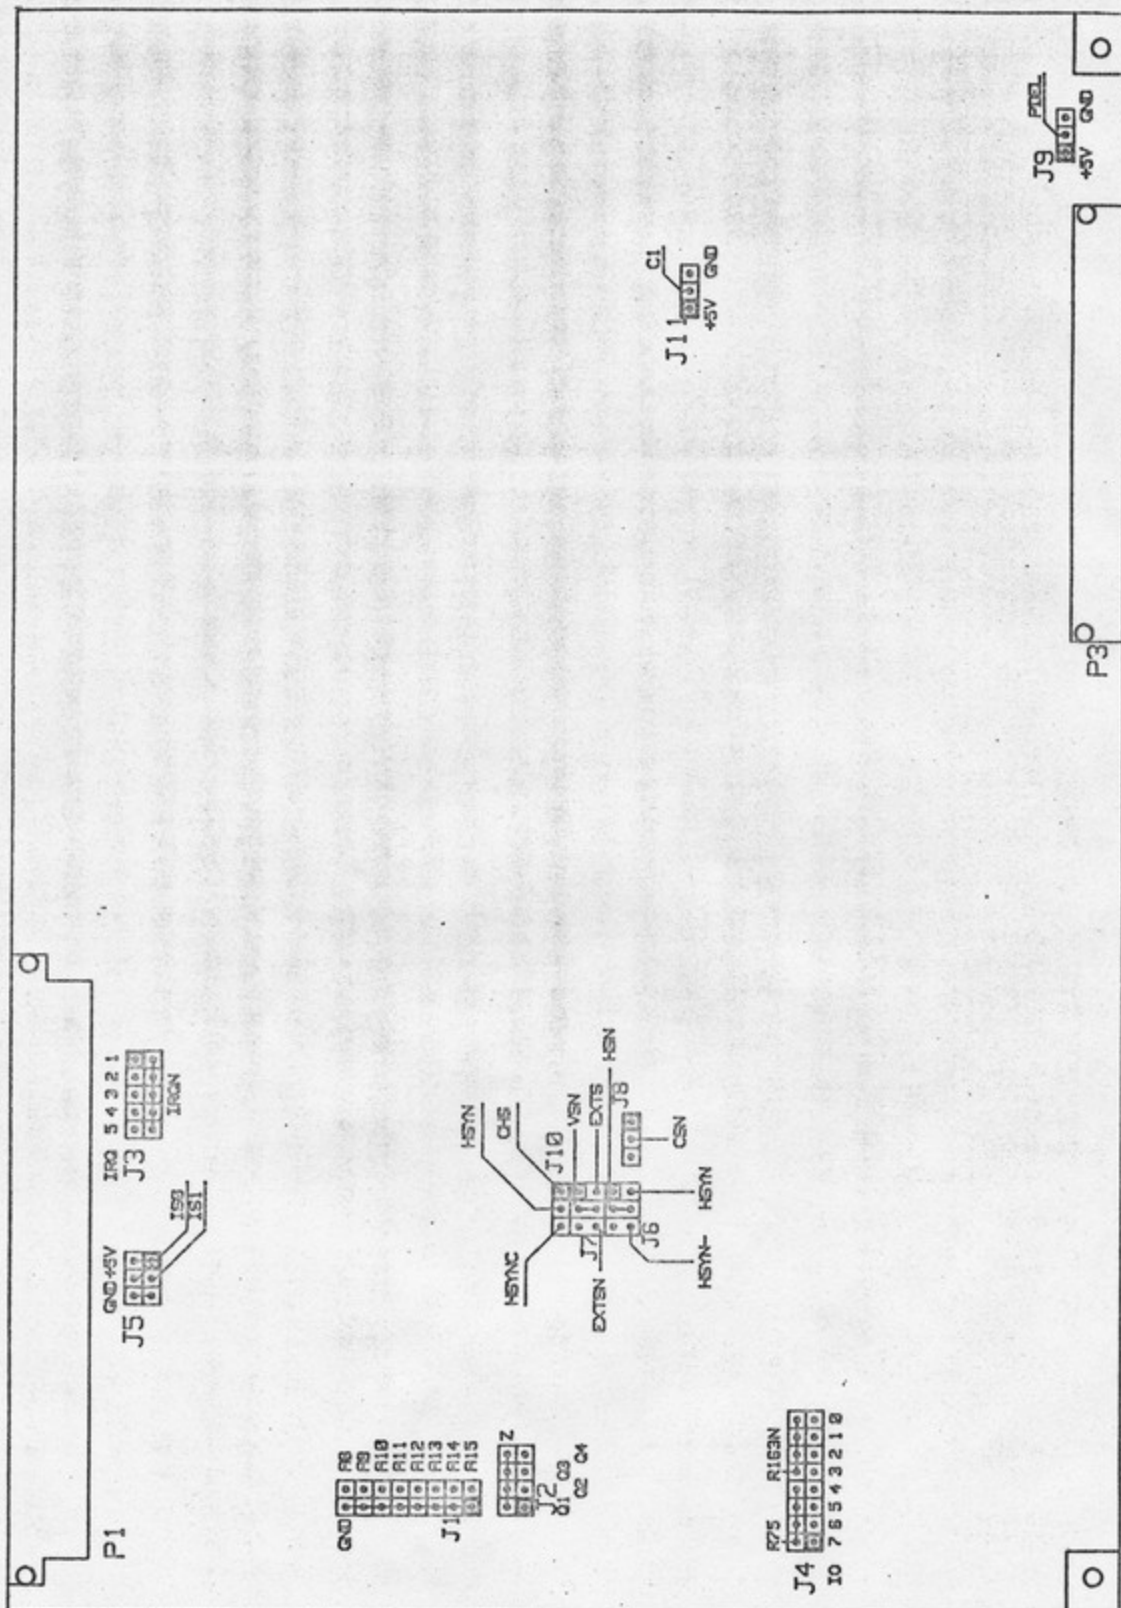 PDEL
J9
+5V GND
C1
J11
+5V GND
P3
IRQ 5 4 3 2 1
J3
IRQN
GND +5V
J5
IS0
IS1
HSYN
CHS
J10
VSN
EXTS
HSN
J8
CSN
HSYNC
J7
EXTSN
J6
HSYN-
HSYN
P1
GND
A8
A9
A10
A11
A12
A13
A14
A15
J1
Z
J2
Q1 Q3
Q2 Q4
R75 R163N
J4
IO 7 6 5 4 3 2 1 0